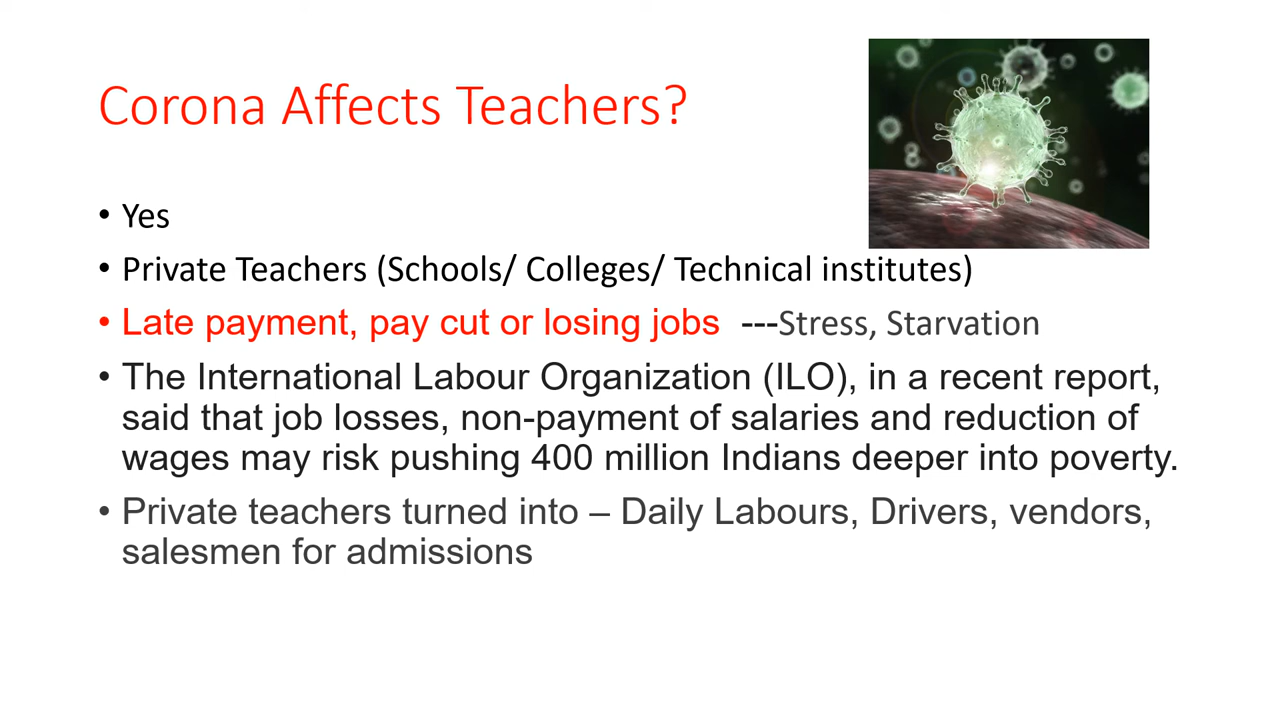 Corona Affects Teachers?
• Yes
• Private Teachers (Schools/ Colleges/ Technical institutes)
• Late payment, pay cut or losing jobs ---Stress, Starvation
• The International Labour Organization (ILO), in a recent report,
said that job losses, non-payment of salaries and reduction of
wages may risk pushing 400 million Indians deeper into poverty.
• Private teachers turned into – Daily Labours, Drivers, vendors,
salesmen for admissions